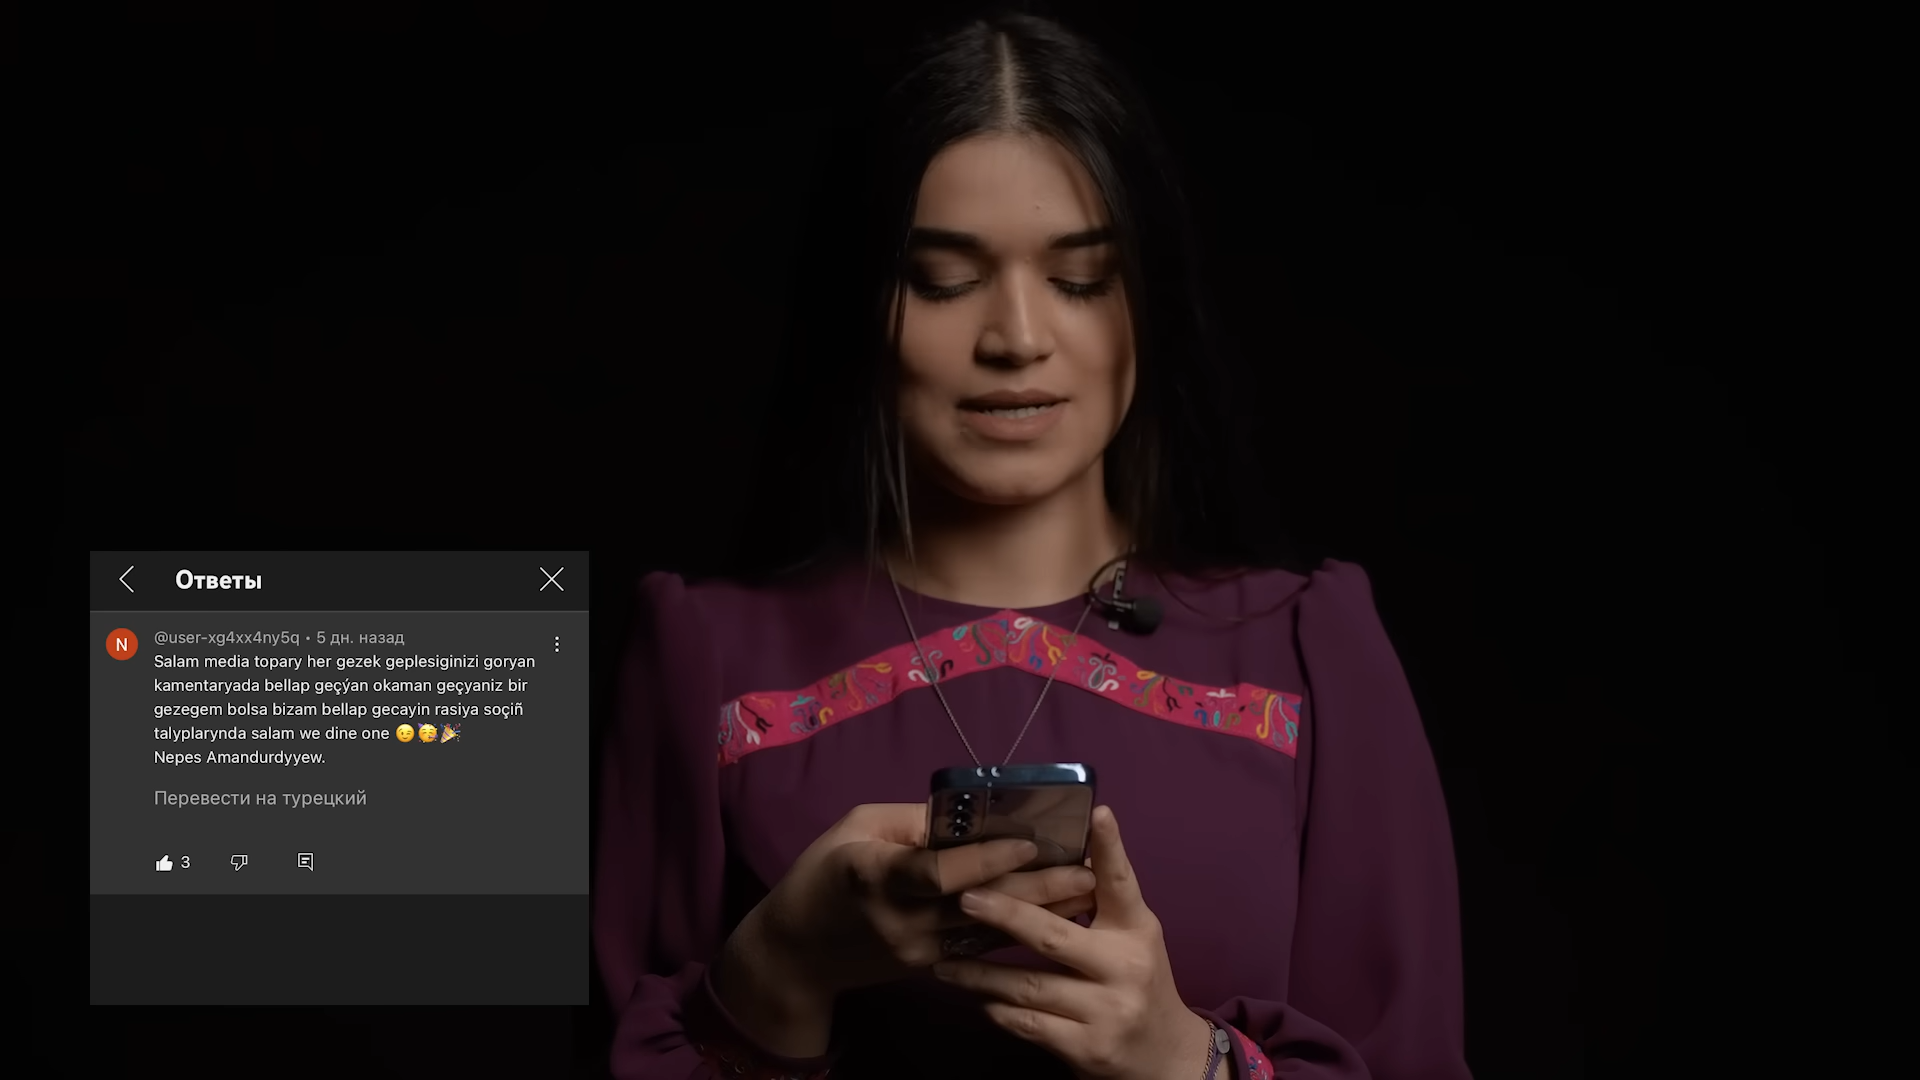 Ответы
N
@user-xg4xx4ny5q • 5 дн. назад
Salam media topary her gezek geplesiginizi goryan
kamentaryada bellap geçýan okaman geçyaniz bir
gezegem bolsa bizam bellap gecayin rasiya soçiñ
talyplarynda salam we dine one 😉🥳🎉
Nepes Amandurdyyew.
Перевести на турецкий
3